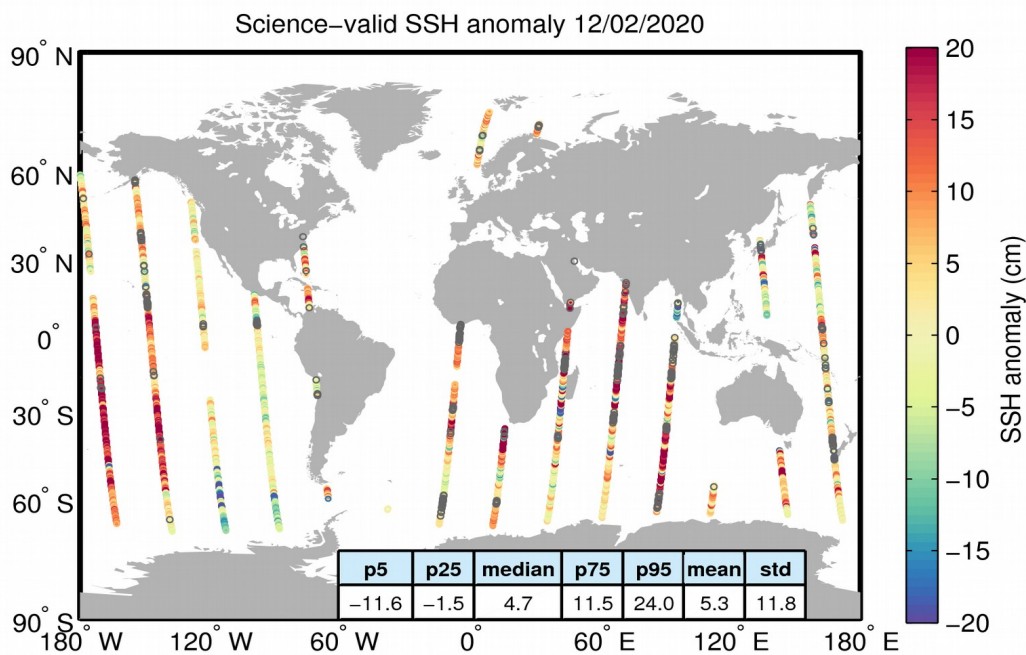 Science−valid SSH anomaly 12/02/2020
90° N
60° N
30° N
0°
30° S
60° S
90° S
180° W
120° W
60° W
0°
60° E
120° E
180° E
p5 p25 median p75 p95 mean std
−11.6 −1.5 4.7 11.5 24.0 5.3 11.8
20
15
10
5
0
−5
−10
−15
−20
SSH anomaly (cm)